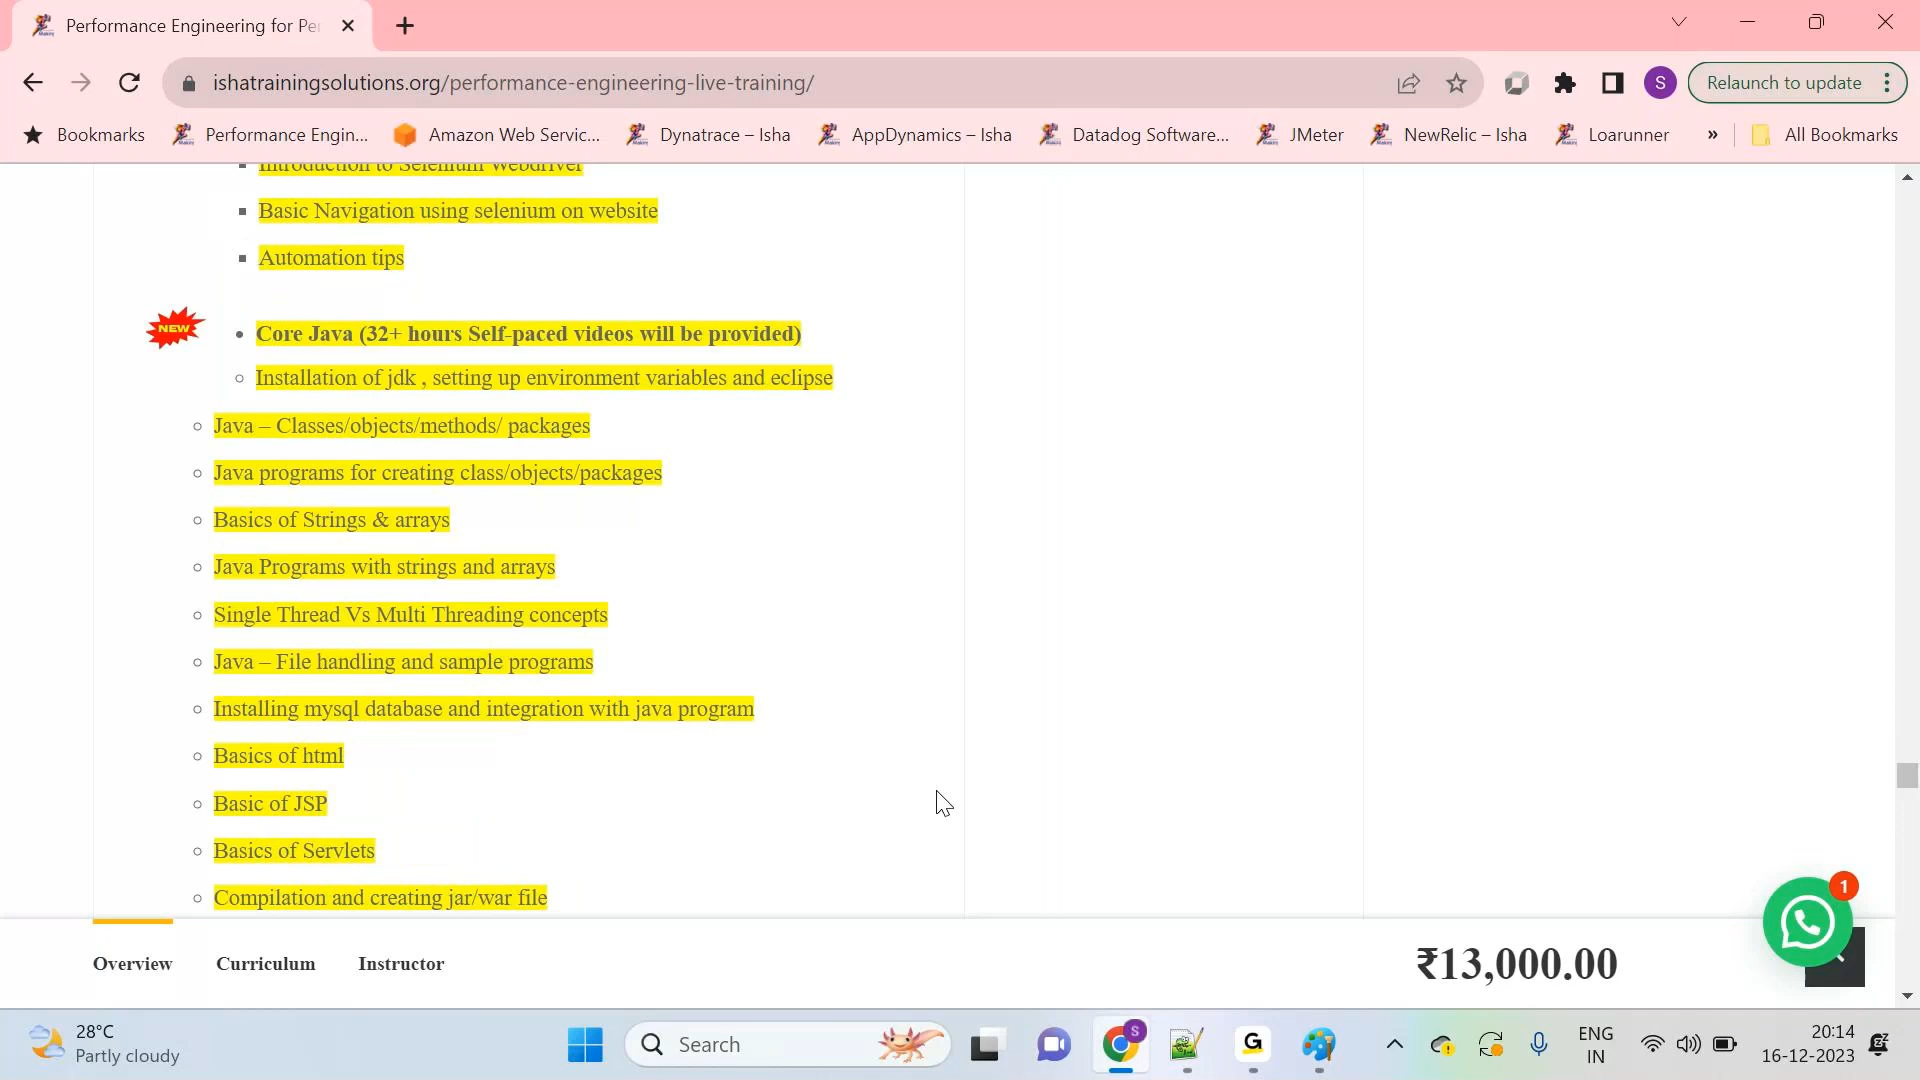 Performance Engineering for Per
ishatrainingsolutions.org/performance-engineering-live-training/
S
Relaunch to update
Bookmarks
Performance Engin...
Amazon Web Servic...
Dynatrace – Isha
AppDynamics – Isha
Datadog Software...
JMeter
NewRelic – Isha
Loarunner
»
All Bookmarks
Introduction to Selenium Webdriver
Basic Navigation using selenium on website
Automation tips
NEW
Core Java (32+ hours Self-paced videos will be provided)
Installation of jdk , setting up environment variables and eclipse
Java – Classes/objects/methods/ packages
Java programs for creating class/objects/packages
Basics of Strings & arrays
Java Programs with strings and arrays
Single Thread Vs Multi Threading concepts
Java – File handling and sample programs
Installing mysql database and integration with java program
Basics of html
Basic of JSP
Basics of Servlets
Compilation and creating jar/war file
1
Overview
Curriculum
Instructor
₹13,000.00
28°C
Partly cloudy
Search
S
G
ENG
IN
20:14
16-12-2023